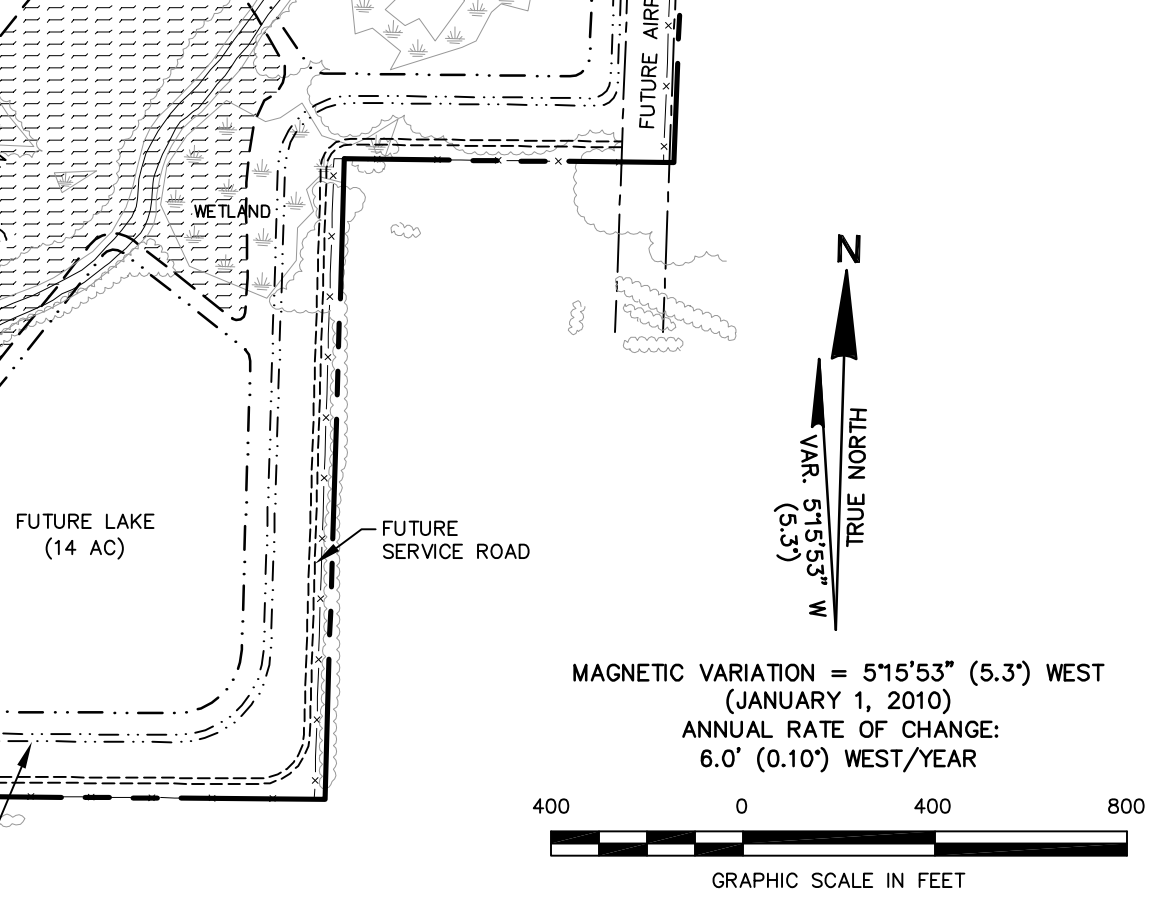 FUTURE
WETLAND
N
TRUE NORTH
VAR. 5°15'53" W
(5.3°)
FUTURE LAKE
(14 AC)
FUTURE
SERVICE ROAD
MAGNETIC VARIATION = 5°15'53" (5.3°) WEST
(JANUARY 1, 2010)
ANNUAL RATE OF CHANGE:
6.0' (0.10°) WEST/YEAR
400 0 400 800
GRAPHIC SCALE IN FEET